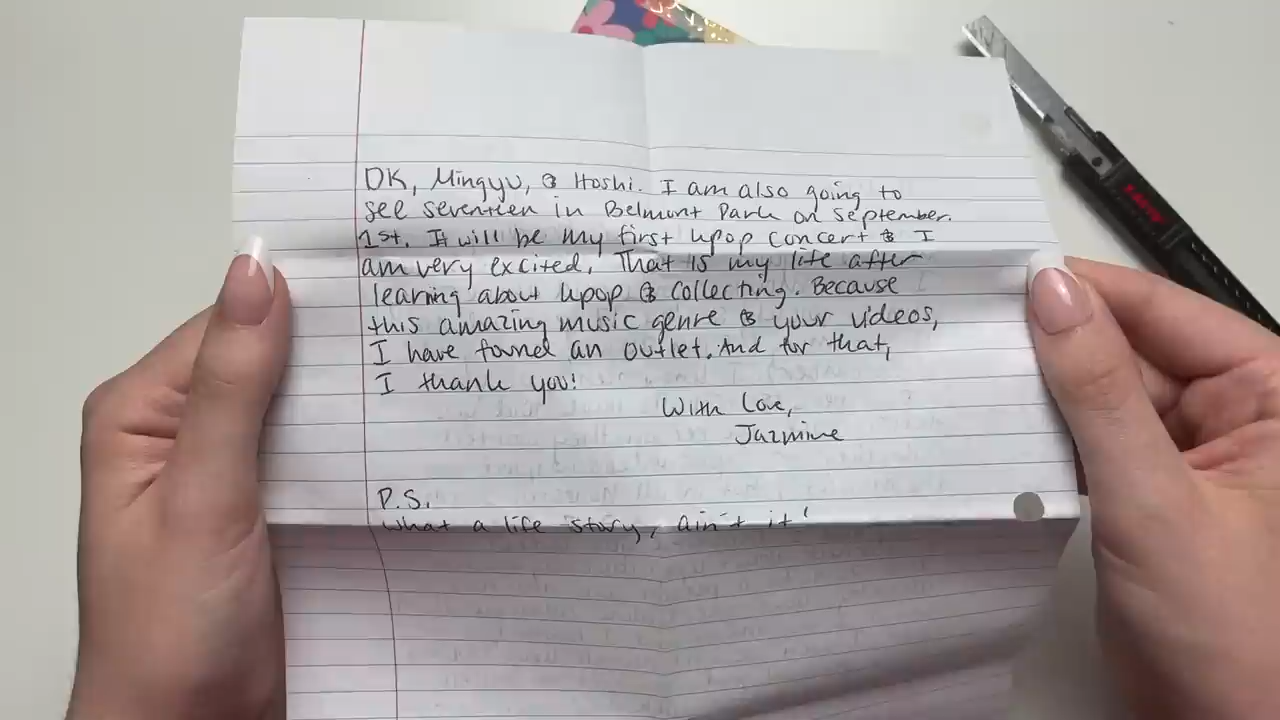 DK, Mingyu, & Hoshi. I am also going to
see seventeen in Belmont Park on September
1st. It will be my first kpop concert & I
am very excited. That is my life after
learning about kpop & collecting. Because
this amazing music genre & your videos,
I have found an outlet. And for that,
I thank you!
With Love,
Jazmine
P.S.
what a life story, ain't it!